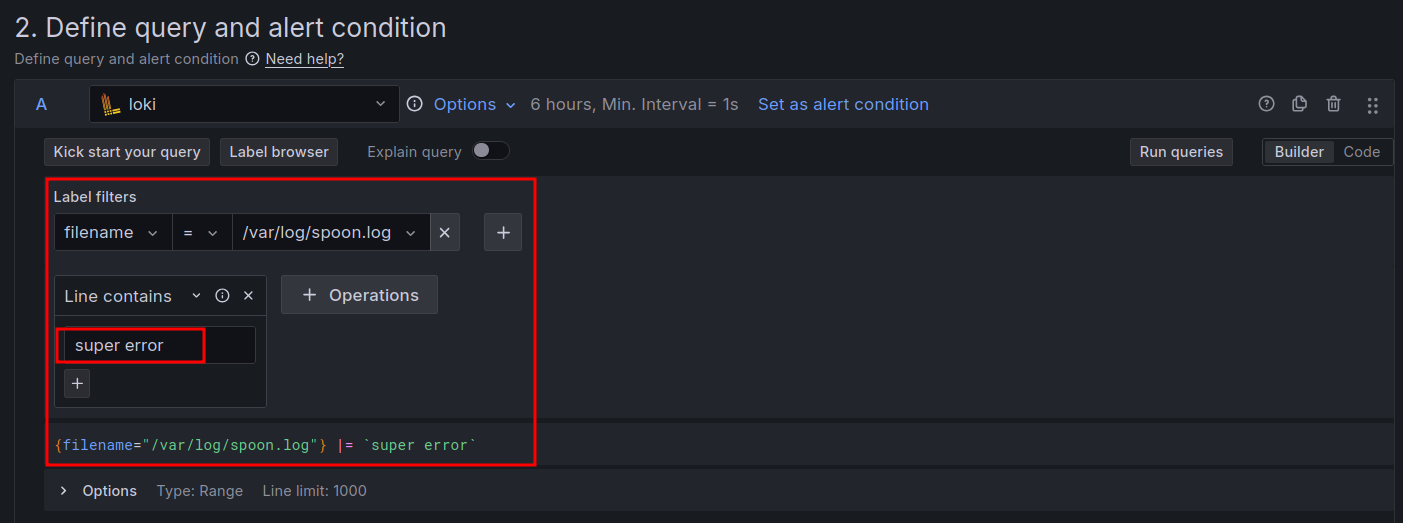 2. Define query and alert condition
Define query and alert condition Need help?
A loki Options 6 hours, Min. Interval = 1s Set as alert condition
Kick start your query Label browser Explain query Run queries Builder Code
Label filters
filename = /var/log/spoon.log
Line contains Operations
super error
{filename="/var/log/spoon.log"} |= `super error`
Options Type: Range Line limit: 1000